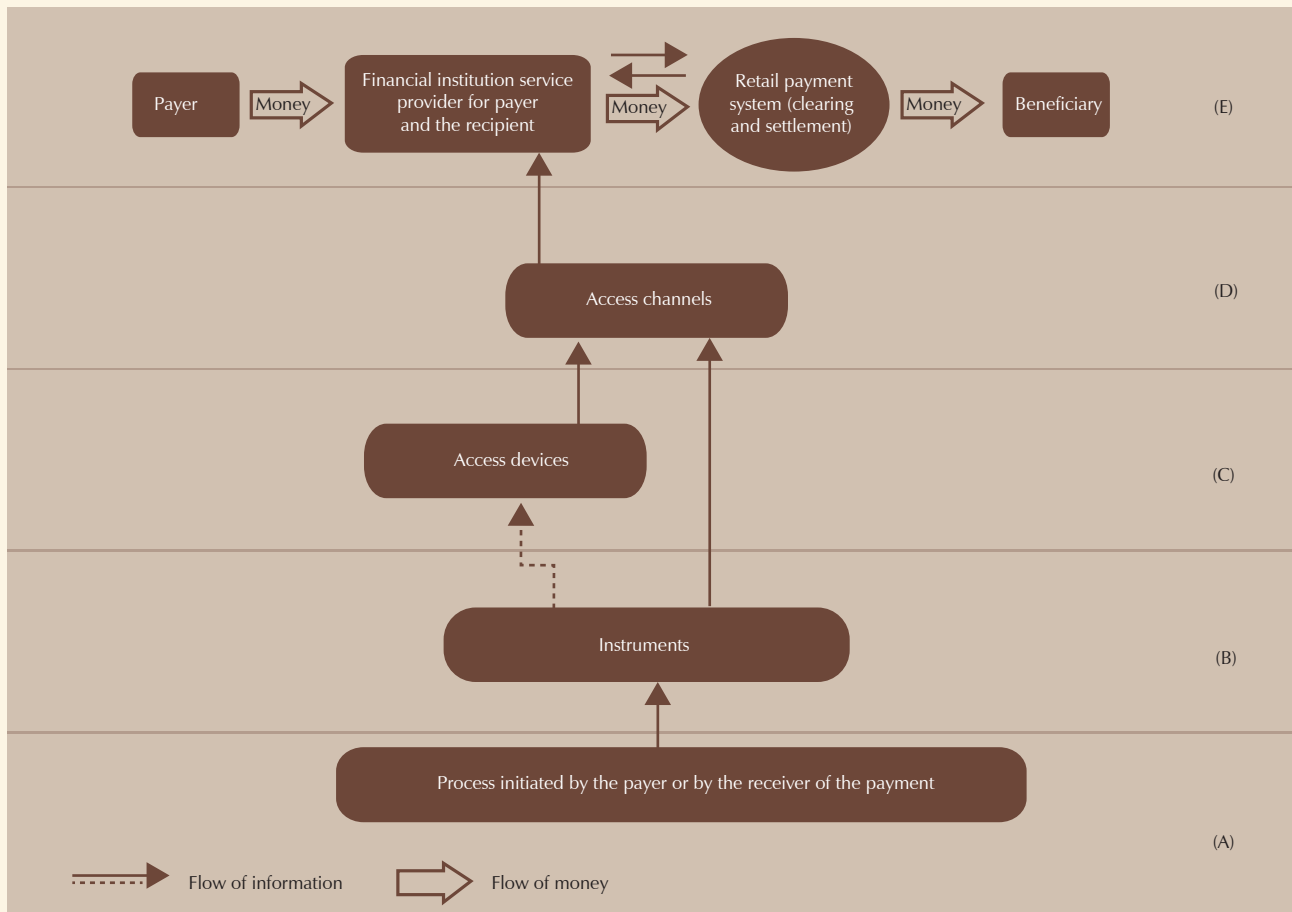 Payer
Money
Financial institution service
provider for payer
and the recipient
Money
Retail payment
system (clearing
and settlement)
Money
Beneficiary
(E)
Access channels
(D)
Access devices
(C)
Instruments
(B)
Process initiated by the payer or by the receiver of the payment
(A)
Flow of information
Flow of money